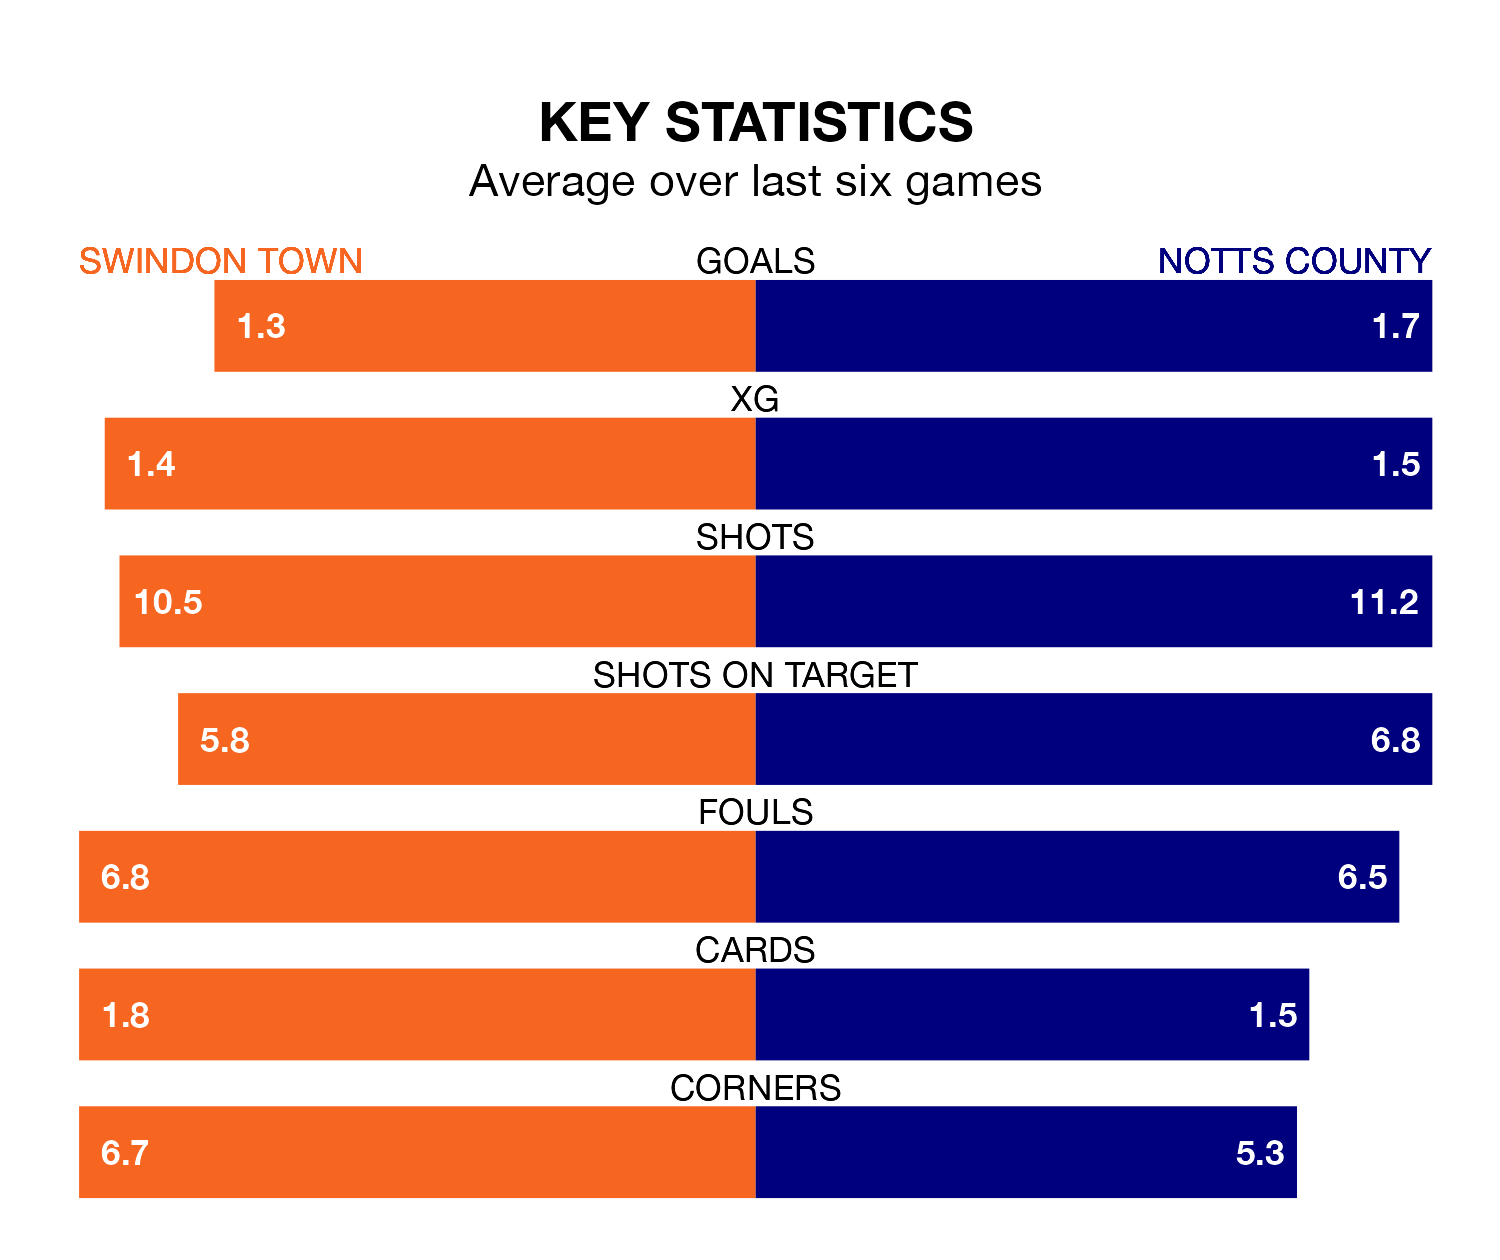 KEY STATISTICS
Average over last six games
SWINDON TOWN GOALS NOTTS COUNTY
1.3 1.7
XG
1.4 1.5
SHOTS
10.5 11.2
SHOTS ON TARGET
5.8 6.8
FOULS
6.8 6.5
CARDS
1.8 1.5
CORNERS
6.7 5.3